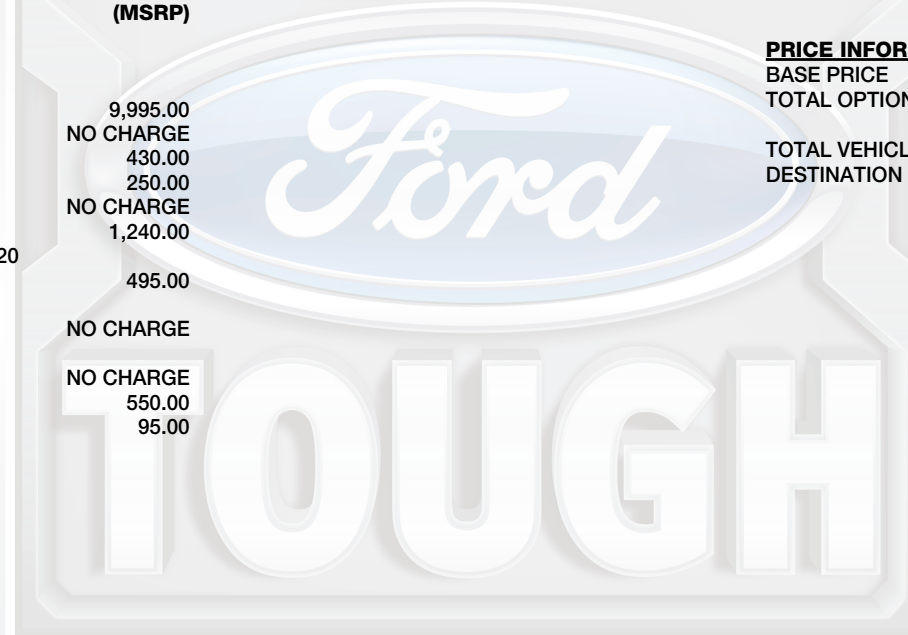 (MSRP)
9,995.00
NO CHARGE
430.00
250.00
NO CHARGE
1,240.00
20
495.00
NO CHARGE
NO CHARGE
550.00
95.00
PRICE INFOR
BASE PRICE
TOTAL OPTION
TOTAL VEHICL
DESTINATION
Ford
TOUGH